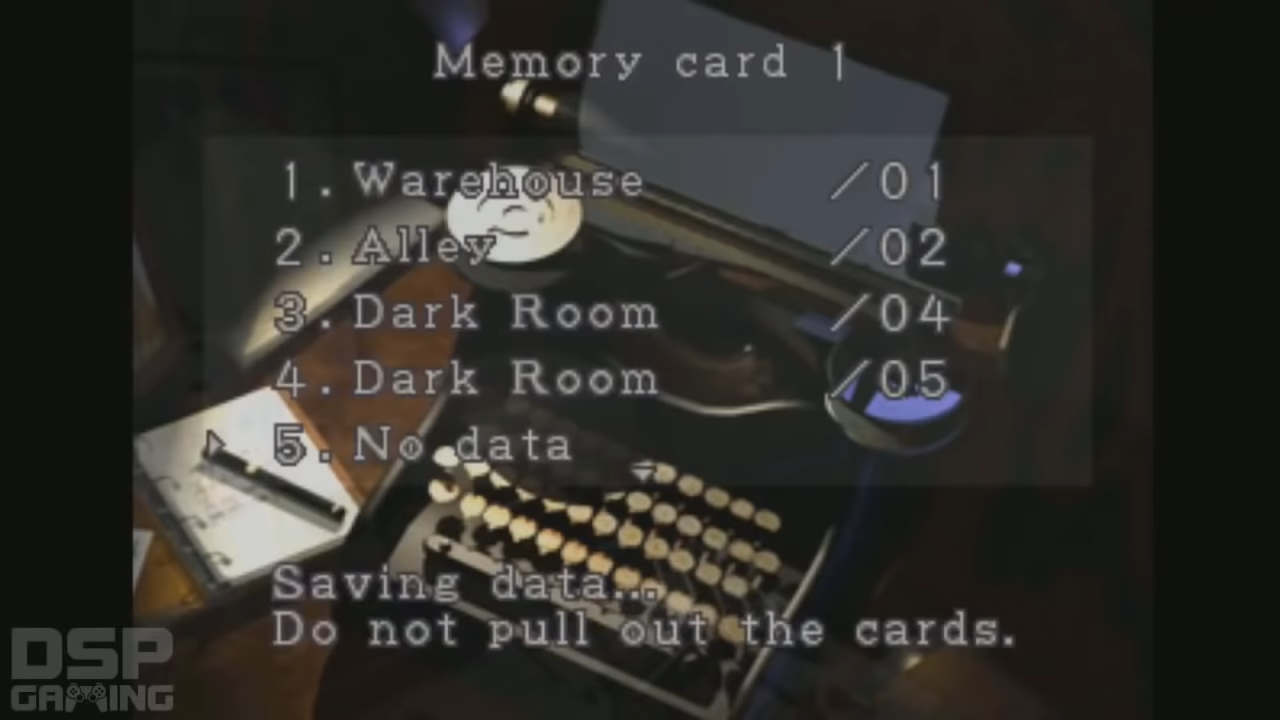 Memory card 1
1. Warehouse /01
2. Alley /02
3. Dark Room /04
4. Dark Room /05
5. No data
Saving data...
Do not pull out the cards.
DSP
GAMING